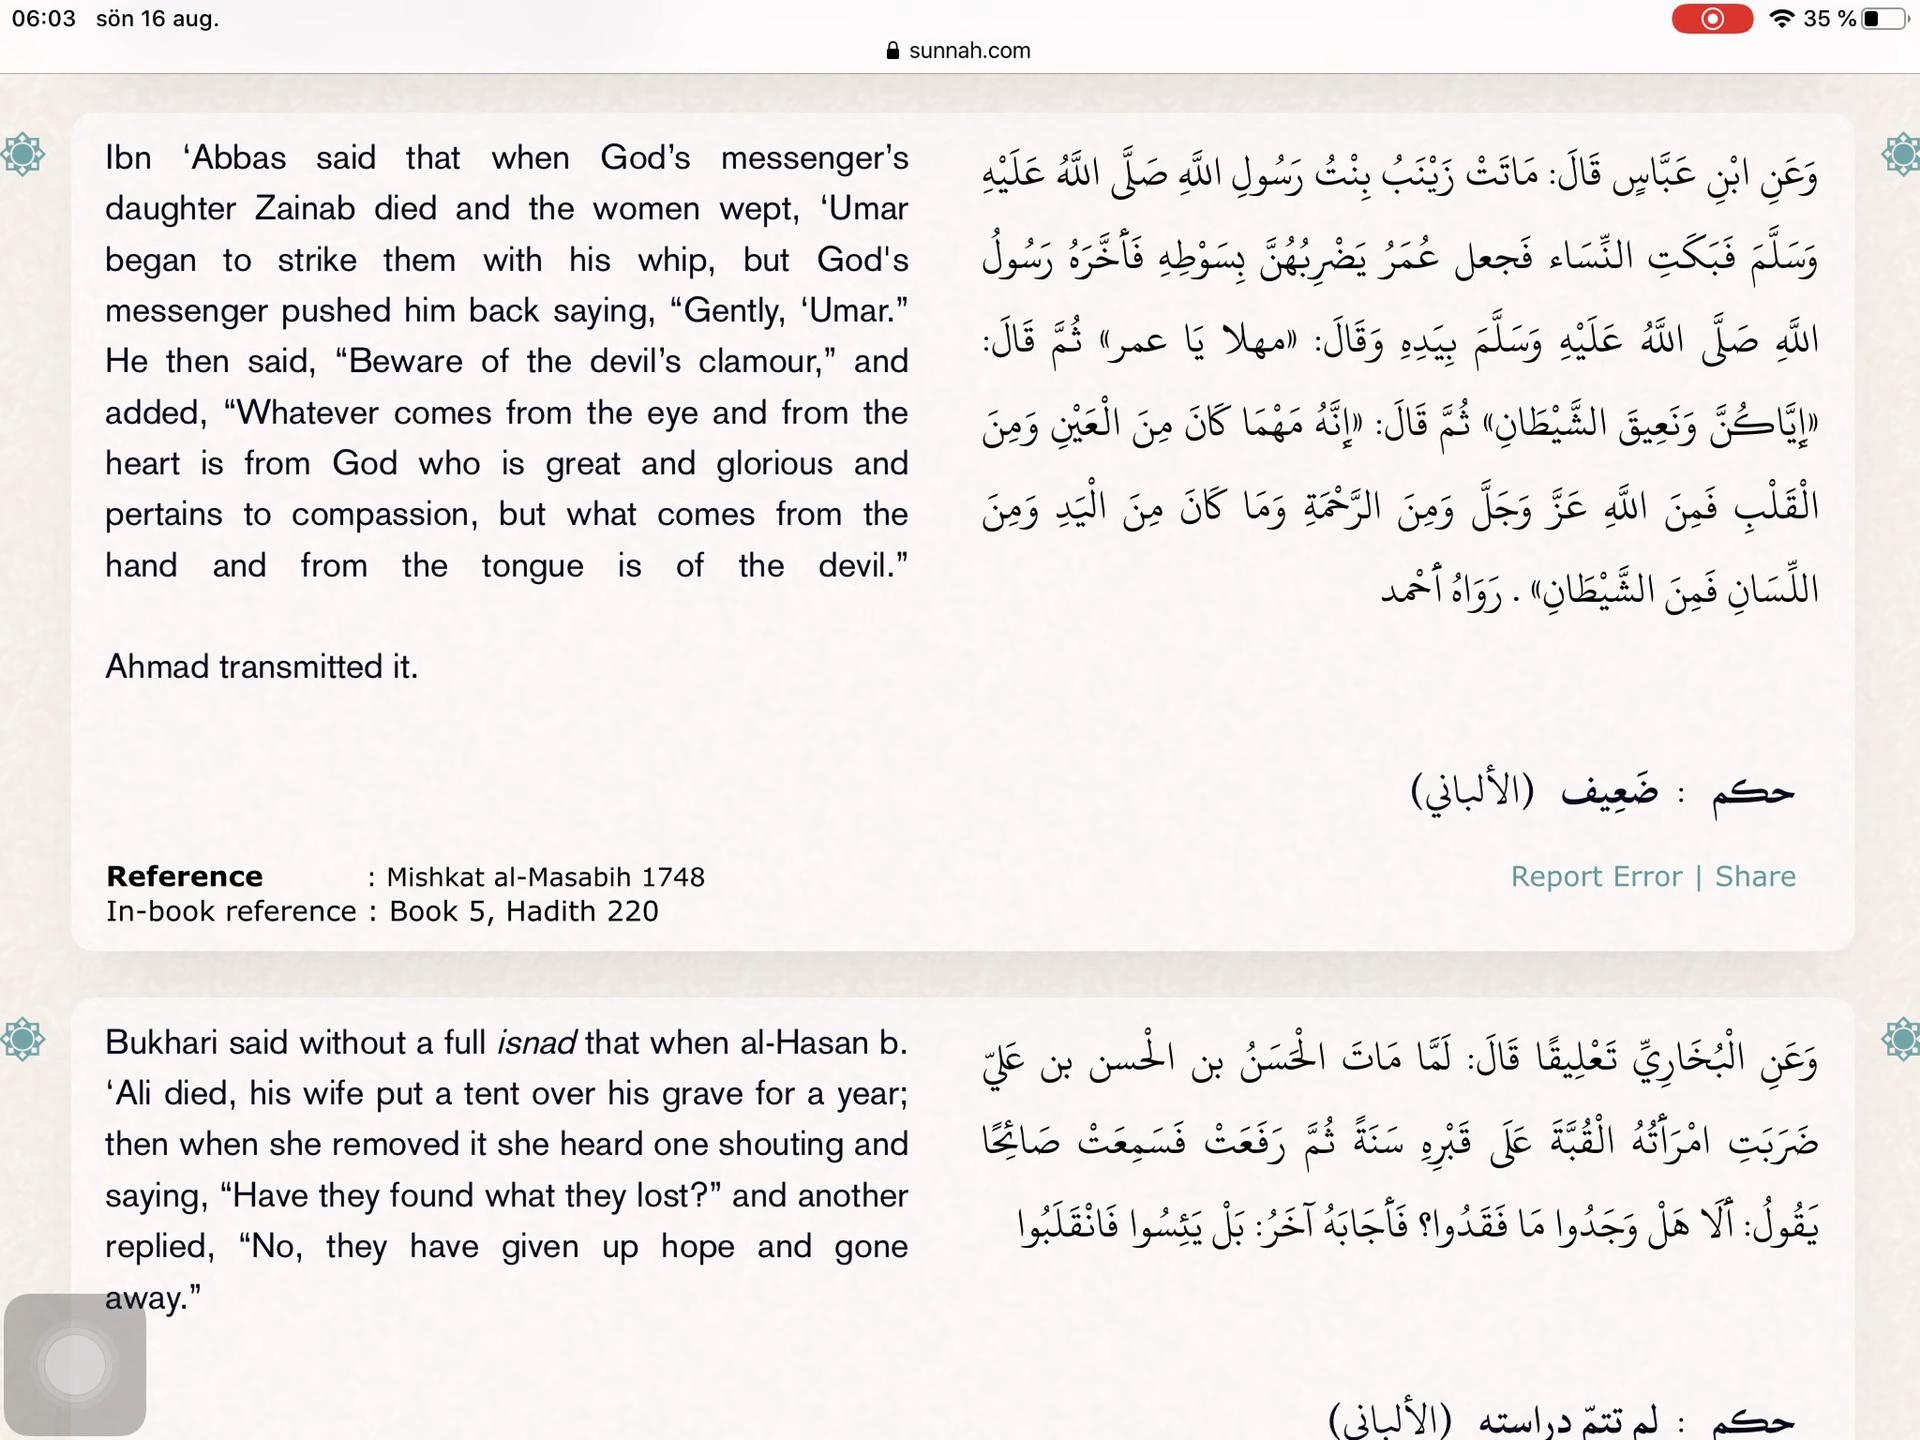 06:03 sön 16 aug.
35 %
sunnah.com
Ibn ‘Abbas said that when God’s messenger’s
daughter Zainab died and the women wept, ‘Umar
began to strike them with his whip, but God's
messenger pushed him back saying, “Gently, ‘Umar.”
He then said, “Beware of the devil’s clamour,” and
added, “Whatever comes from the eye and from the
heart is from God who is great and glorious and
pertains to compassion, but what comes from the
hand and from the tongue is of the devil.”
Ahmad transmitted it.
وَعَنِ ابْنِ عَبَّاسٍ قَالَ: مَاتَتْ زَيْنَبُ بِنْتُ رَسُولِ اللَّهِ صَلَّى اللَّهُ عَلَيْهِ
وَسَلَّمَ فَبَكَتِ النِّسَاء فَجعل عُمَرُ يَضْرِبُهُنَّ بِسَوْطِهِ فَأَخَّرَهُ رَسُولُ
اللَّهِ صَلَّى اللَّهُ عَلَيْهِ وَسَلَّمَ بِيَدِهِ وَقَالَ: «مهلا يَا عمر» ثُمَّ قَالَ:
«إِيَّاكُنَّ وَنَعِيقَ الشَّيْطَانِ» ثُمَّ قَالَ: «إِنَّهُ مَهْمَا كَانَ مِنَ الْعَيْنِ وَمِنَ
الْقَلْبِ فَمِنَ اللَّهِ عَزَّ وَجَلَّ وَمِنَ الرَّحْمَةِ وَمَا كَانَ مِنَ الْيَدِ وَمِنَ
اللِّسَانِ فَمِنَ الشَّيْطَانِ» . رَوَاهُ أَحْمد
حكم : ضَعِيف (الألباني)
Reference : Mishkat al-Masabih 1748
In-book reference : Book 5, Hadith 220
Report Error | Share
Bukhari said without a full isnad that when al-Hasan b.
‘Ali died, his wife put a tent over his grave for a year;
then when she removed it she heard one shouting and
saying, “Have they found what they lost?” and another
replied, “No, they have given up hope and gone
away.”
وَعَنِ الْبُخَارِيِّ تَعْلِيقًا قَالَ: لَمَّا مَاتَ الْحَسَنُ بن الْحسن بن عَليّ
ضَرَبَتِ امْرَأَتُهُ الْقُبَّةَ عَلَى قَبْرِهِ سَنَةً ثُمَّ رَفَعَتْ فَسَمِعَتْ صَائِحًا
يَقُولُ: أَلَا هَلْ وَجَدُوا مَا فَقَدُوا؟ فَأَجَابَهُ آخَرُ: بَلْ يَئِسُوا فَانْقَلَبُوا
حكم : لم تتمّ دراسته (الألباني)